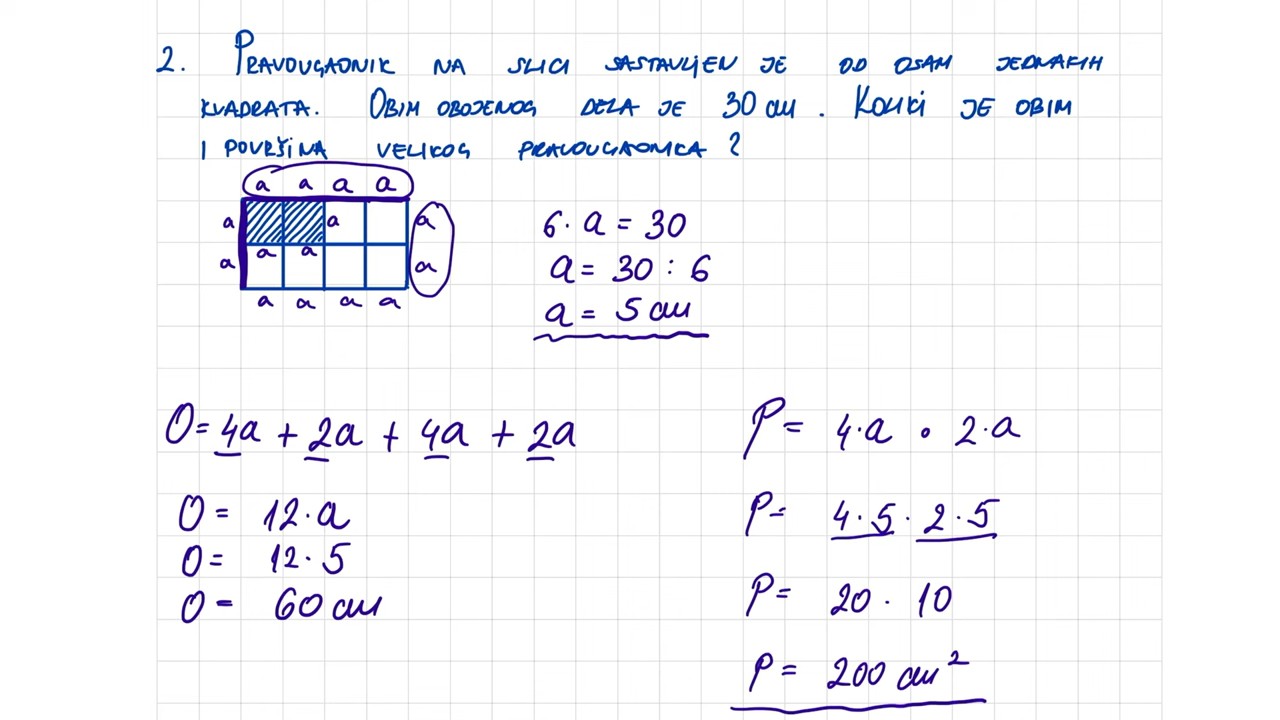 2. PRAVOUGAONIK NA SLICI SASTAVLJEN JE OD OSAM JEDNAKIH
KVADRATA. OBIM OBOJENOG DELA JE 30 cm. KOLIKI JE OBIM
I POVRŠINA VELIKOG PRAVOUGAONIKA?
a a a a
a a a
a a
a a
a a a a
6·a = 30
a = 30 : 6
a = 5 cm
O = 4a + 2a + 4a + 2a
O = 12·a
O = 12·5
O = 60 cm
P = 4·a · 2·a
P = 4·5 · 2·5
P = 20 · 10
P = 200 cm²